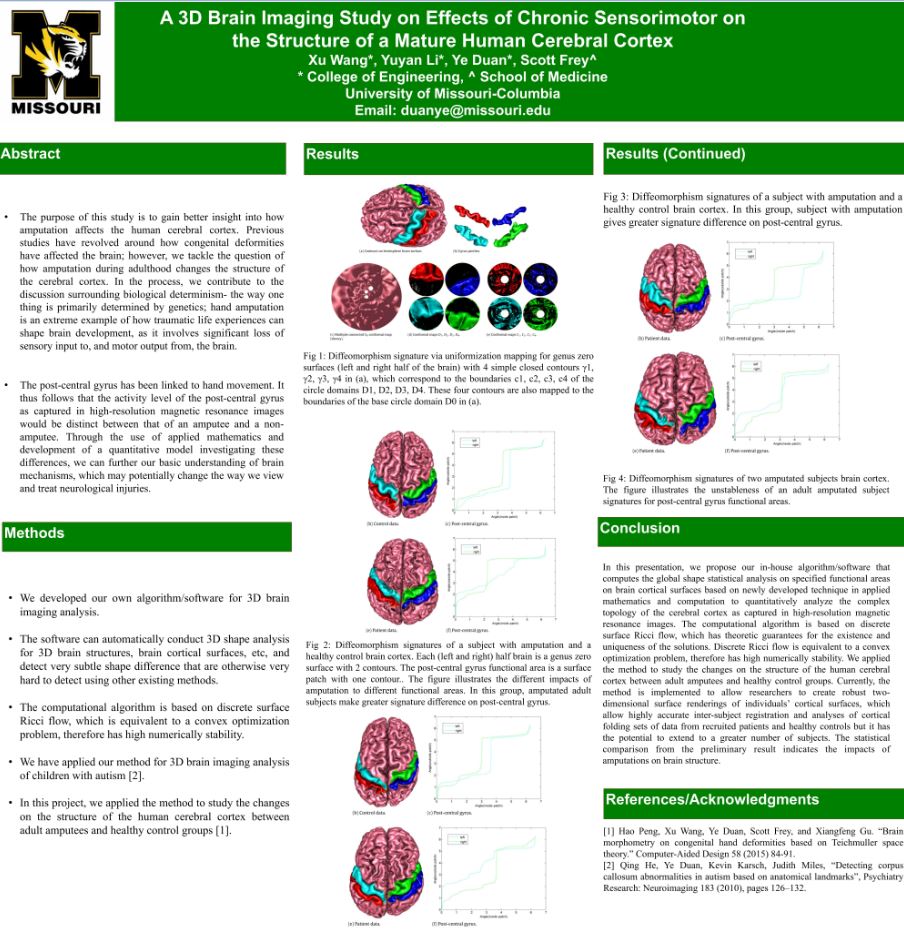 MISSOURI
A 3D Brain Imaging Study on Effects of Chronic Sensorimotor on
the Structure of a Mature Human Cerebral Cortex
Xu Wang*, Yuyan Li*, Ye Duan*, Scott Frey^
* College of Engineering, ^ School of Medicine
University of Missouri-Columbia
Email: duanye@missouri.edu
Abstract
• The purpose of this study is to gain better insight into how
amputation affects the human cerebral cortex. Previous
studies have revolved around how congenital deformities
have affected the brain; however, we tackle the question of
how amputation during adulthood changes the structure of
the cerebral cortex. In the process, we contribute to the
discussion surrounding biological determinism- the way one
thing is primarily determined by genetics; hand amputation
is an extreme example of how traumatic life experiences can
shape brain development, as it involves significant loss of
sensory input to, and motor output from, the brain.
• The post-central gyrus has been linked to hand movement. It
thus follows that the activity level of the post-central gyrus
as captured in high-resolution magnetic resonance images
would be distinct between that of an amputee and a non-
amputee. Through the use of applied mathematics and
development of a quantitative model investigating these
differences, we can further our basic understanding of brain
mechanisms, which may potentially change the way we view
and treat neurological injuries.
Methods
• We developed our own algorithm/software for 3D brain
imaging analysis.
• The software can automatically conduct 3D shape analysis
for 3D brain structures, brain cortical surfaces, etc, and
detect very subtle shape difference that are otherwise very
hard to detect using other existing methods.
• The computational algorithm is based on discrete surface
Ricci flow, which is equivalent to a convex optimization
problem, therefore has high numerically stability.
• We have applied our method for 3D brain imaging analysis
of children with autism [2].
• In this project, we applied the method to study the changes
on the structure of the human cerebral cortex between
adult amputees and healthy control groups [1].
Results
Fig 1: Diffeomorphism signature via uniformization mapping for genus zero
surfaces (left and right half of the brain) with 4 simple closed contours γ1,
γ2, γ3, γ4 in (a), which correspond to the boundaries c1, c2, c3, c4 of the
circle domains D1, D2, D3, D4. These four contours are also mapped to the
boundaries of the base circle domain D0 in (a).
(b) Control data. (c) Post-central gyrus.
(e) Patient data. (f) Post-central gyrus.
Fig 2: Diffeomorphism signatures of a subject with amputation and a
healthy control brain cortex. Each (left and right) half brain is a genus zero
surface with 2 contours. The post-central gyrus functional area is a surface
patch with one contour.. The figure illustrates the different impacts of
amputation to different functional areas. In this group, amputated adult
subjects make greater signature difference on post-central gyrus.
(b) Control data. (c) Post-central gyrus.
(e) Patient data. (f) Post-central gyrus.
Results (Continued)
Fig 3: Diffeomorphism signatures of a subject with amputation and a
healthy control brain cortex. In this group, subject with amputation
gives greater signature difference on post-central gyrus.
(b) Patient data. (c) Post-central gyrus.
(e) Patient data. (f) Post-central gyrus.
Fig 4: Diffeomorphism signatures of two amputated subjects brain cortex.
The figure illustrates the unstableness of an adult amputated subject
signatures for post-central gyrus functional areas.
Conclusion
In this presentation, we propose our in-house algorithm/software that
computes the global shape statistical analysis on specified functional areas
on brain cortical surfaces based on newly developed technique in applied
mathematics and computation to quantitatively analyze the complex
topology of the cerebral cortex as captured in high-resolution magnetic
resonance images. The computational algorithm is based on discrete
surface Ricci flow, which has theoretic guarantees for the existence and
uniqueness of the solutions. Discrete Ricci flow is equivalent to a convex
optimization problem, therefore has high numerically stability. We applied
the method to study the changes on the structure of the human cerebral
cortex between adult amputees and healthy control groups. Currently, the
method is implemented to allow researchers to create robust two-
dimensional surface renderings of individuals' cortical surfaces, which
allow highly accurate inter-subject registration and analyses of cortical
folding sets of data from recruited patients and healthy controls but it has
the potential to extend to a greater number of subjects. The statistical
comparison from the preliminary result indicates the impacts of
amputations on brain structure.
References/Acknowledgments
[1] Hao Peng, Xu Wang, Ye Duan, Scott Frey, and Xiangfeng Gu. “Brain
morphometry on congenital hand deformities based on Teichmuller space
theory.” Computer-Aided Design 58 (2015) 84-91.
[2] Qing He, Ye Duan, Kevin Karsch, Judith Miles, “Detecting corpus
callosum abnormalities in autism based on anatomical landmarks”, Psychiatry
Research: Neuroimaging 183 (2010), pages 126–132.